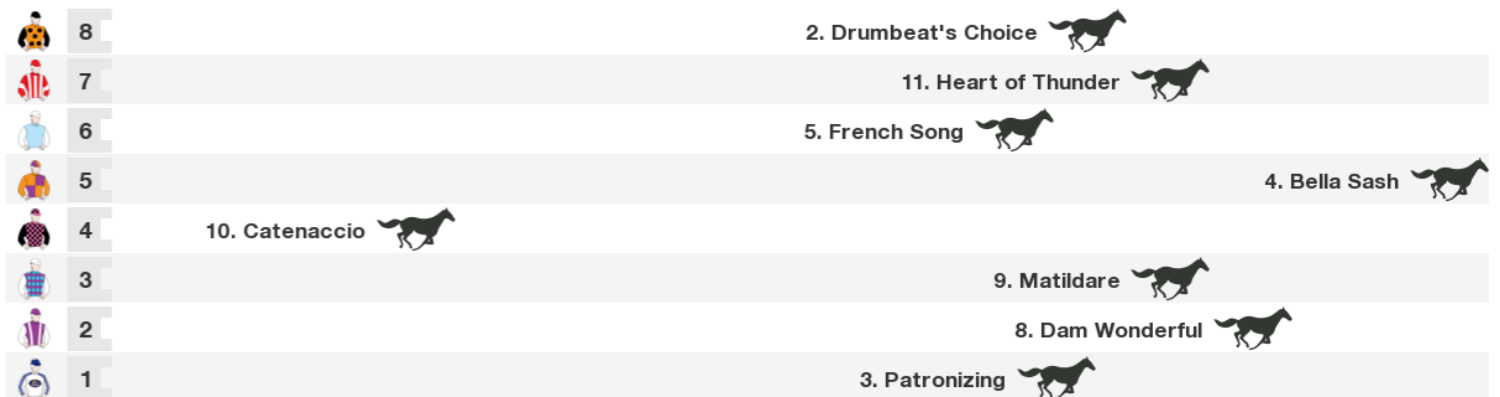 8 2. Drumbeat's Choice
7 11. Heart of Thunder
6 5. French Song
5 4. Bella Sash
4 10. Catenaccio
3 9. Matildare
2 8. Dam Wonderful
1 3. Patronizing